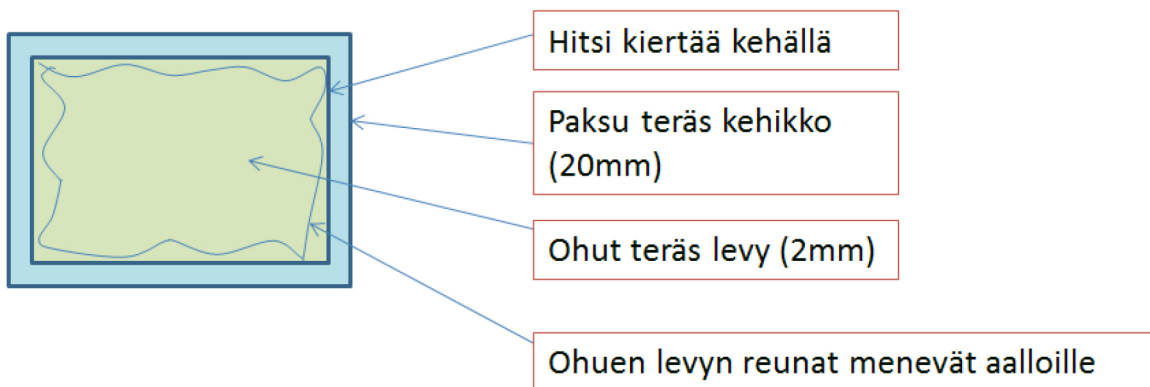 Hitsi kiertää kehällä
Paksu teräs kehikko
(20mm)
Ohut teräs levy (2mm)
Ohuen levyn reunat menevät aalloille